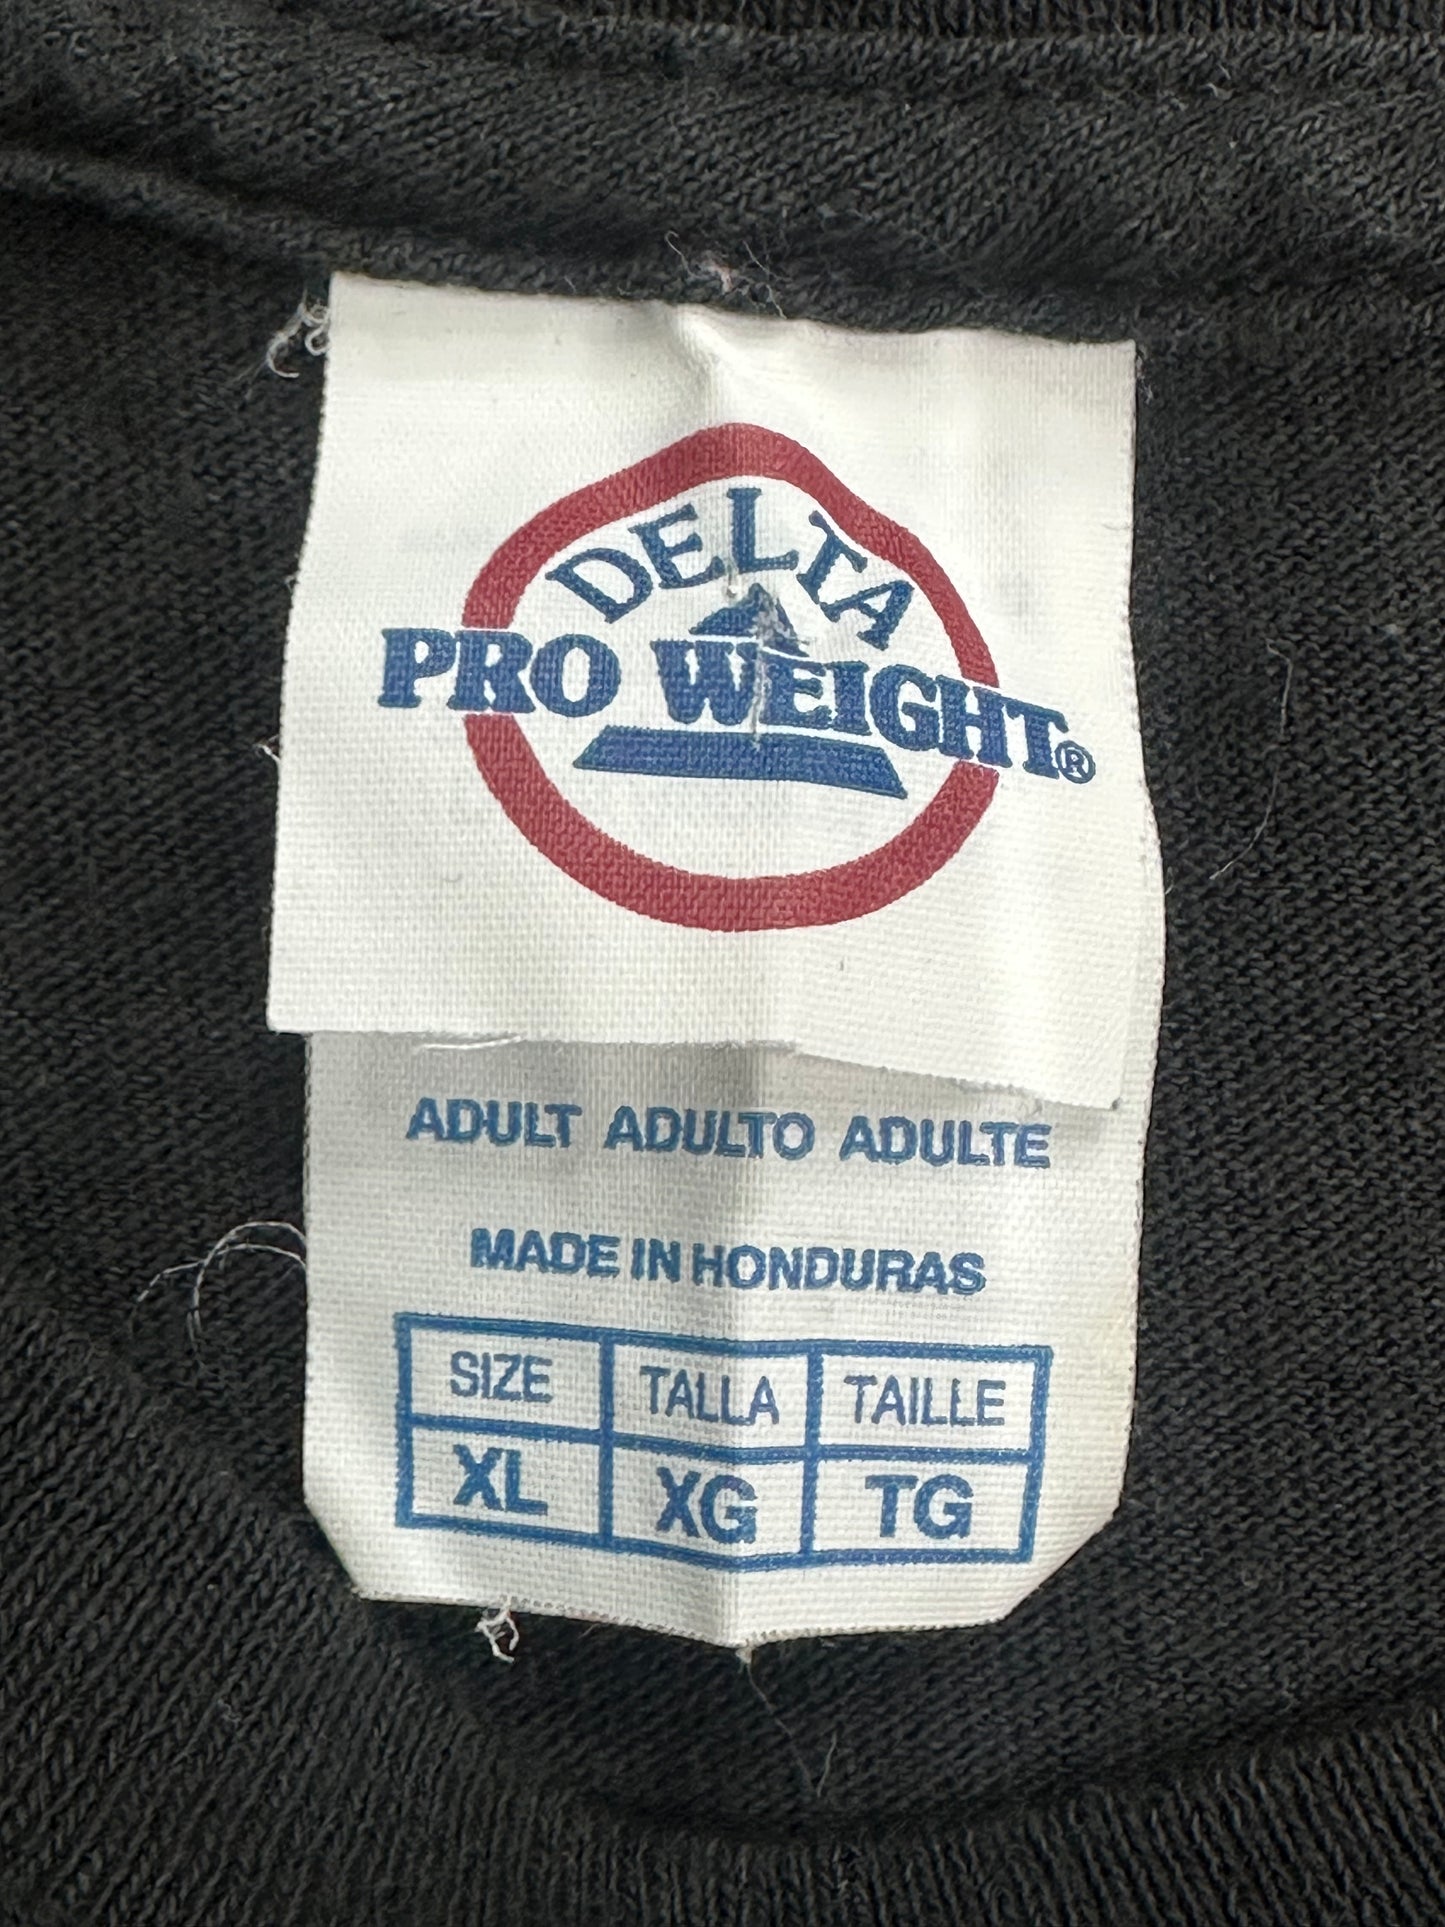 DELTA
PRO WEIGHT®
ADULT ADULTO ADULTE
MADE IN HONDURAS
SIZE TALLA TAILLE
XL XG TG